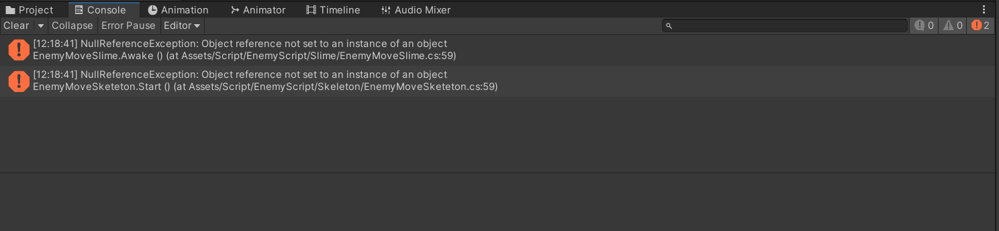 Project Console Animation Animator Timeline Audio Mixer
Clear Collapse Error Pause Editor 0 0 2
[12:18:41] NullReferenceException: Object reference not set to an instance of an object
EnemyMoveSlime.Awake () (at Assets/Script/EnemyScript/Slime/EnemyMoveSlime.cs:59)
[12:18:41] NullReferenceException: Object reference not set to an instance of an object
EnemyMoveSketeton.Start () (at Assets/Script/EnemyScript/Skeleton/EnemyMoveSketeton.cs:59)